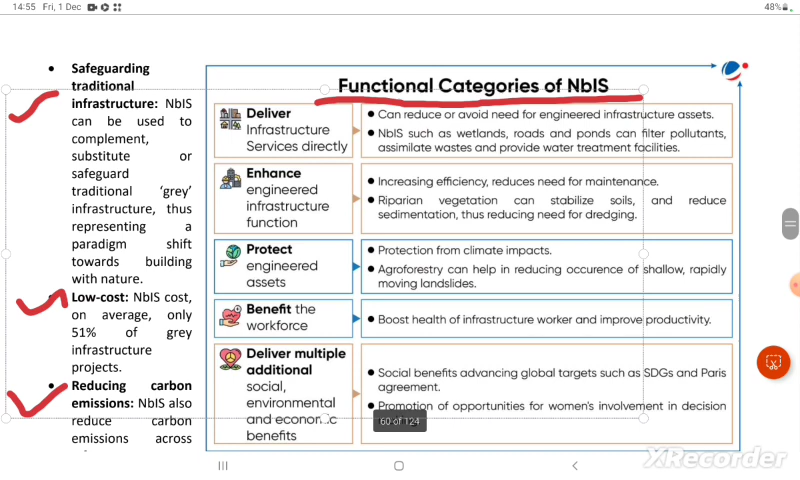 14:55 Fri, 1 Dec
48%
• Safeguarding
traditional
infrastructure: NbIS
can be used to
complement,
substitute or
safeguard
traditional ‘grey’
infrastructure, thus
representing a
paradigm shift
towards building
with nature.
Low-cost: NbIS cost,
on average, only
51% of grey
infrastructure
projects.
• Reducing carbon
emissions: NbIS also
reduce carbon
emissions across
Functional Categories of NbIS
Deliver
Infrastructure
Services directly
• Can reduce or avoid need for engineered infrastructure assets.
• NbIS such as wetlands, roads and ponds can filter pollutants,
assimilate wastes and provide water treatment facilities.
Enhance
engineered
infrastructure
function
• Increasing efficiency, reduces need for maintenance.
• Riparian vegetation can stabilize soils, and reduce
sedimentation, thus reducing need for dredging.
Protect
engineered
assets
• Protection from climate impacts.
• Agroforestry can help in reducing occurence of shallow, rapidly
moving landslides.
Benefit the
workforce
• Boost health of infrastructure worker and improve productivity.
Deliver multiple
additional
social,
environmental
and economic
benefits
• Social benefits advancing global targets such as SDGs and Paris
agreement.
• Promotion of opportunities for women's involvement in decision
60 of 124
XRecorder